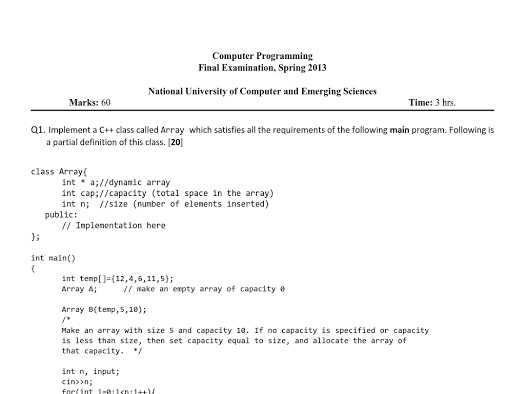 Computer Programming
Final Examination, Spring 2013
National University of Computer and Emerging Sciences
Marks: 60 Time: 3 hrs.
Q1. Implement a C++ class called Array which satisfies all the requirements of the following main program. Following is
a partial definition of this class. [20]
class Array{
int * a;//dynamic array
int cap;//capacity (total space in the array)
int n; //size (number of elements inserted)
public:
// Implementation here
};
int main()
{
int temp[]={12,4,6,11,5};
Array A; // make an empty array of capacity 0
Array B(temp,5,10);
/*
Make an array with size 5 and capacity 10. If no capacity is specified or capacity
is less than size, then set capacity equal to size, and allocate the array of
that capacity. */
int n, input;
cin>>n;
for(int i=0;i<n;i++){